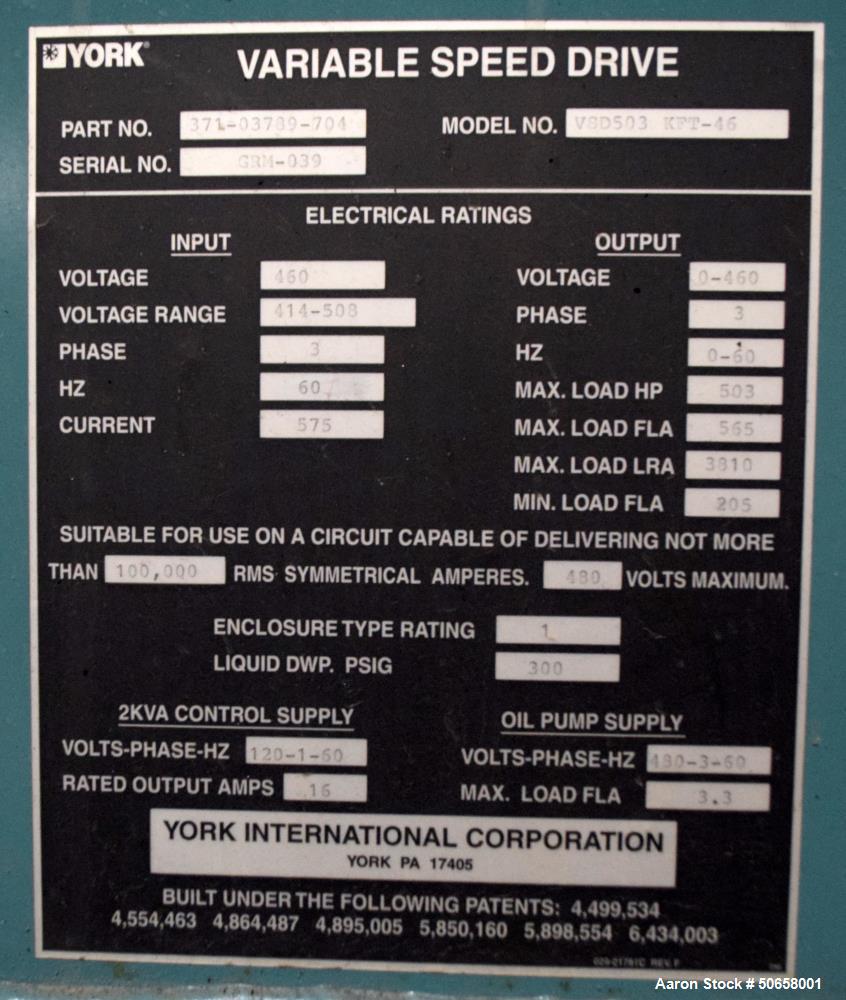 YORK®
VARIABLE SPEED DRIVE
PART NO. 371-03789-704
MODEL NO. VSD503 KFT-46
SERIAL NO. GRM-039
ELECTRICAL RATINGS
INPUT
VOLTAGE 460
VOLTAGE RANGE 414-508
PHASE 3
HZ 60
CURRENT 575
OUTPUT
VOLTAGE 0-460
PHASE 3
HZ 0-60
MAX. LOAD HP 503
MAX. LOAD FLA 565
MAX. LOAD LRA 3810
MIN. LOAD FLA 205
SUITABLE FOR USE ON A CIRCUIT CAPABLE OF DELIVERING NOT MORE
THAN 100,000 RMS SYMMETRICAL AMPERES. 480 VOLTS MAXIMUM.
ENCLOSURE TYPE RATING 1
LIQUID DWP. PSIG 300
2KVA CONTROL SUPPLY
VOLTS-PHASE-HZ 120-1-60
RATED OUTPUT AMPS 16
OIL PUMP SUPPLY
VOLTS-PHASE-HZ 480-3-60
MAX. LOAD FLA 3.3
YORK INTERNATIONAL CORPORATION
YORK PA 17405
BUILT UNDER THE FOLLOWING PATENTS: 4,499,534
4,554,463 4,864,487 4,895,005 5,850,160 5,898,554 6,434,003
REV. F
Aaron Stock # 50658001